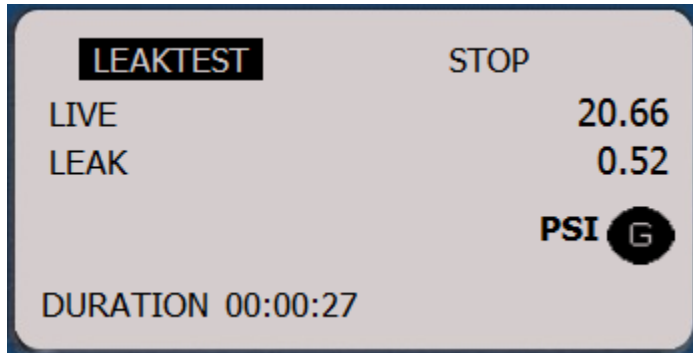 LEAKTEST STOP
LIVE 20.66
LEAK 0.52
PSI G
DURATION 00:00:27